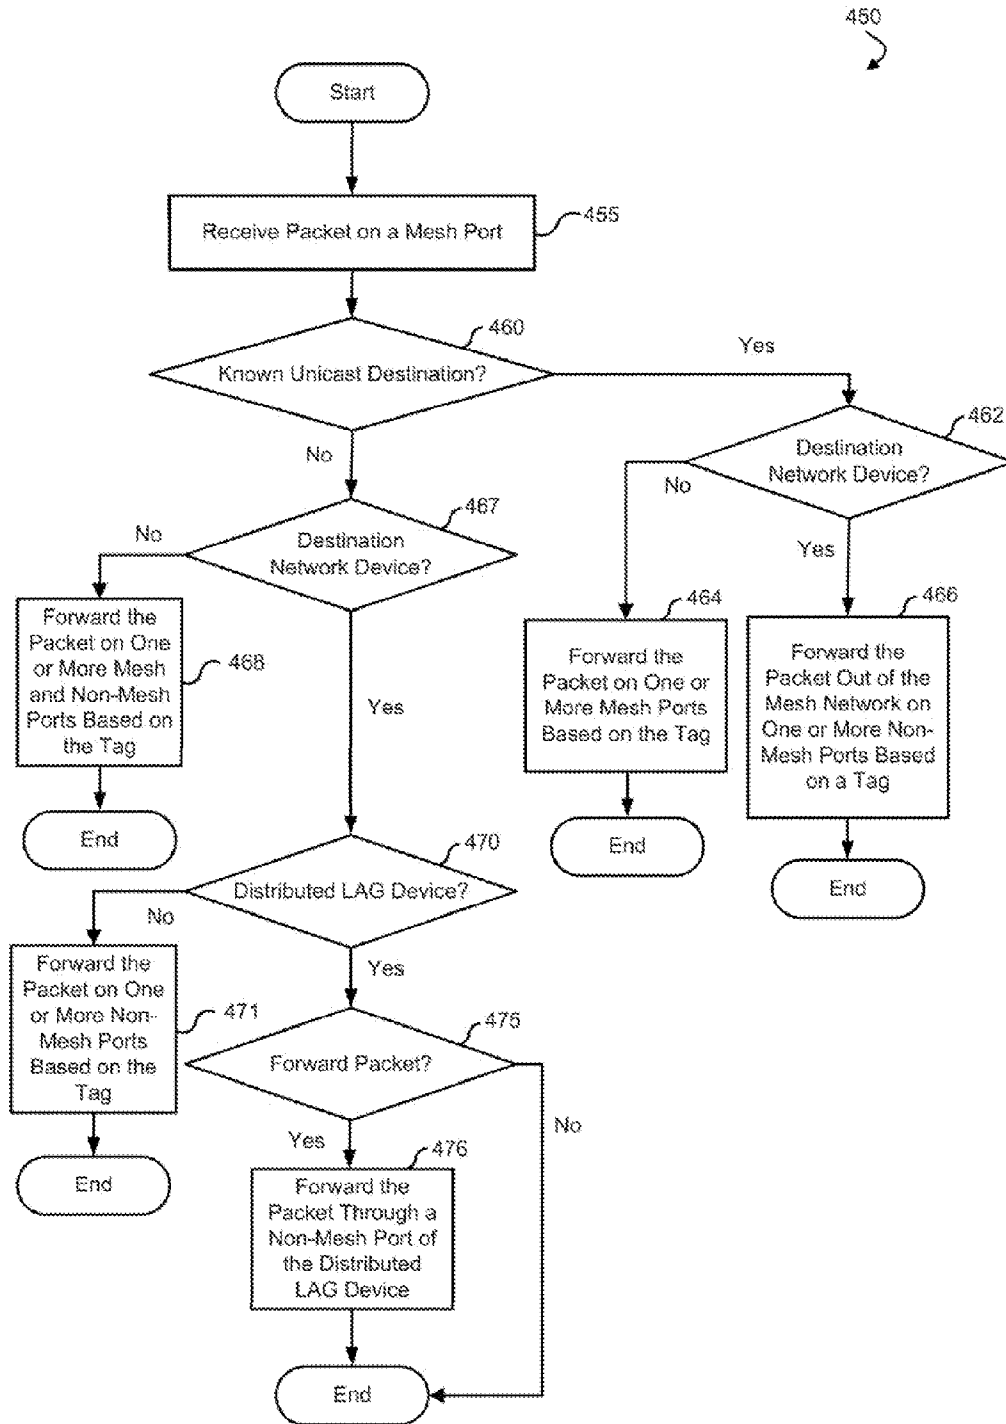 450
Start
Receive Packet on a Mesh Port
455
460
Known Unicast Destination?
Yes
No
462
Destination
Network Device?
No
Yes
467
Destination
Network Device?
No
Yes
464
Forward the
Packet on One or
More Mesh Ports
Based on the Tag
End
466
Forward the
Packet Out of the
Mesh Network on
One or More Non-
Mesh Ports Based
on a Tag
End
Forward the
Packet on One
or More Mesh
and Non-Mesh
Ports Based on
the Tag
468
End
470
Distributed LAG Device?
No
Yes
Forward the
Packet on One
or More Non-
Mesh Ports
Based on the
Tag
471
End
475
Forward Packet?
No
Yes
476
Forward the
Packet Through a
Non-Mesh Port of
the Distributed
LAG Device
End